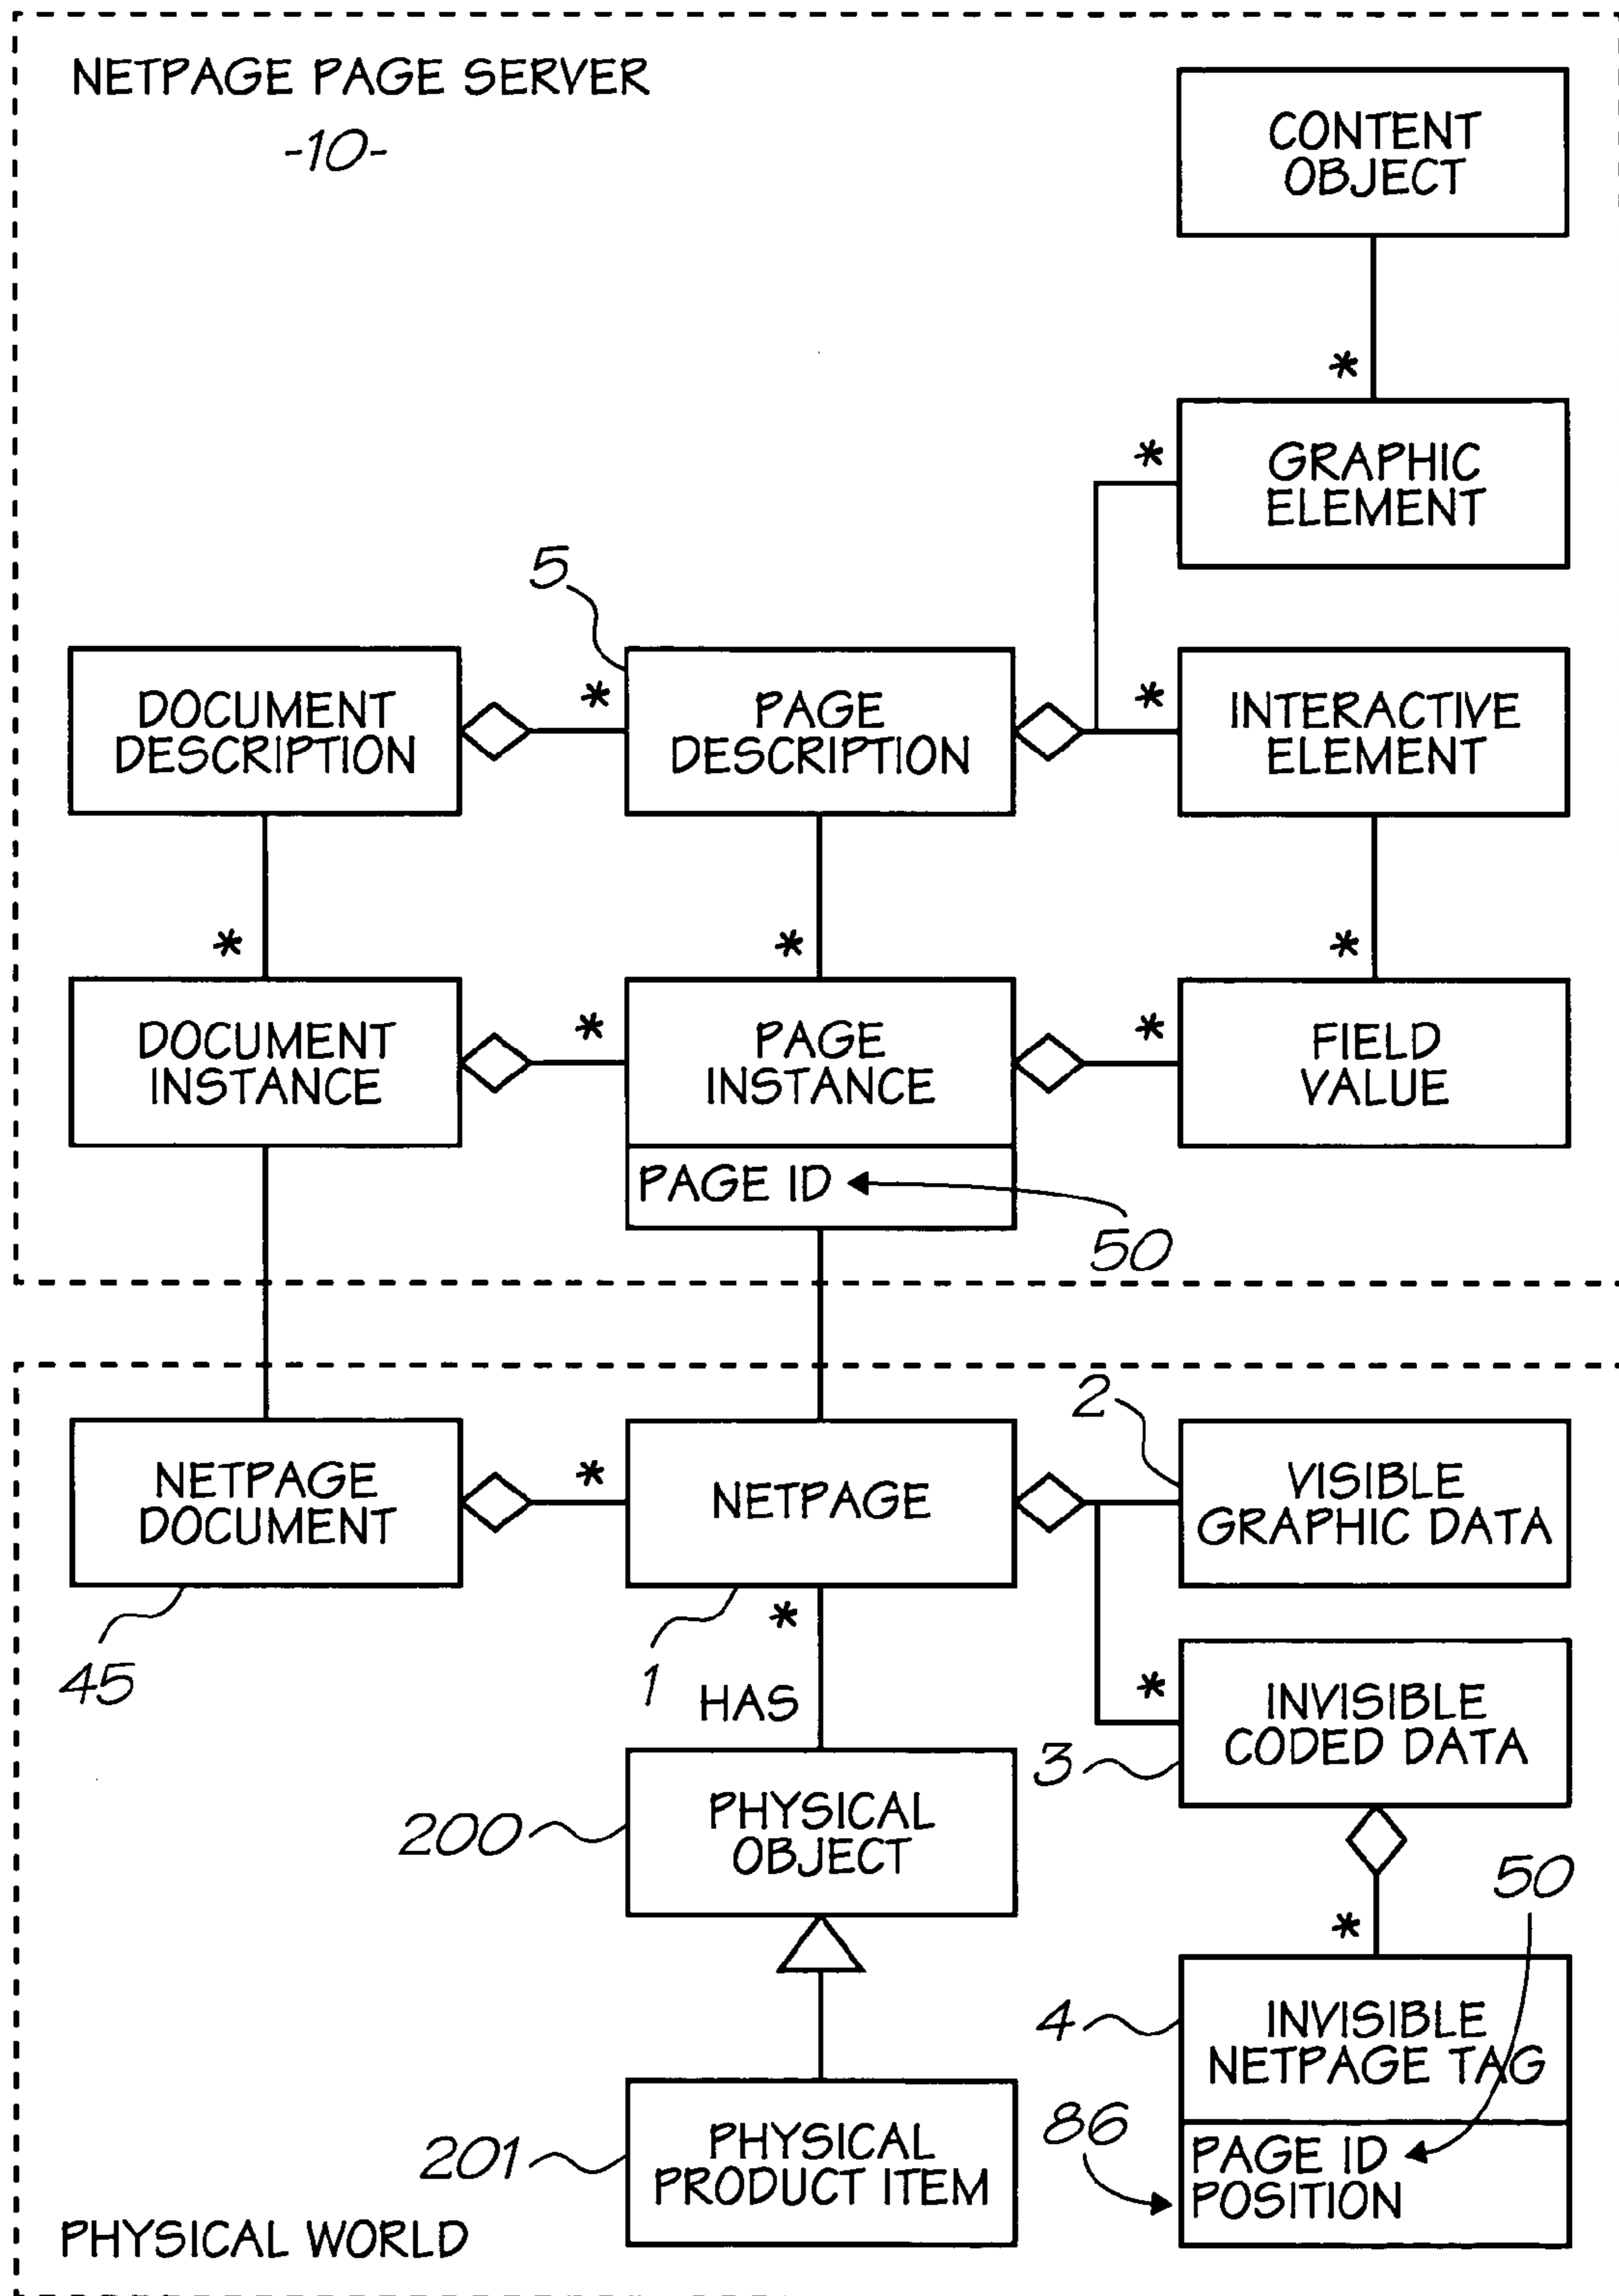 NETPAGE PAGE SERVER
-10-
CONTENT
OBJECT
*
*
GRAPHIC
ELEMENT
5
DOCUMENT
DESCRIPTION
*
PAGE
DESCRIPTION
*
INTERACTIVE
ELEMENT
*
*
*
DOCUMENT
INSTANCE
*
PAGE
INSTANCE
*
FIELD
VALUE
PAGE ID
50
2
NETPAGE
DOCUMENT
*
NETPAGE
VISIBLE
GRAPHIC DATA
45
1
*
HAS
*
INVISIBLE
CODED DATA
3
200
PHYSICAL
OBJECT
50
*
4
INVISIBLE
NETPAGE TAG
201
PHYSICAL
PRODUCT ITEM
86
PAGE ID
POSITION
PHYSICAL WORLD